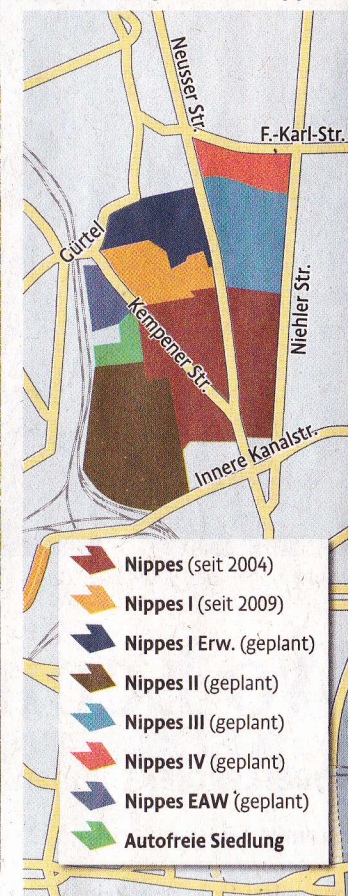 Neusser Str.
F.-Karl-Str.
Gürtel
Kempener Str.
Niehler Str.
Innere Kanalstr.
Nippes (seit 2004)
Nippes I (seit 2009)
Nippes I Erw. (geplant)
Nippes II (geplant)
Nippes III (geplant)
Nippes IV (geplant)
Nippes EAW (geplant)
Autofreie Siedlung